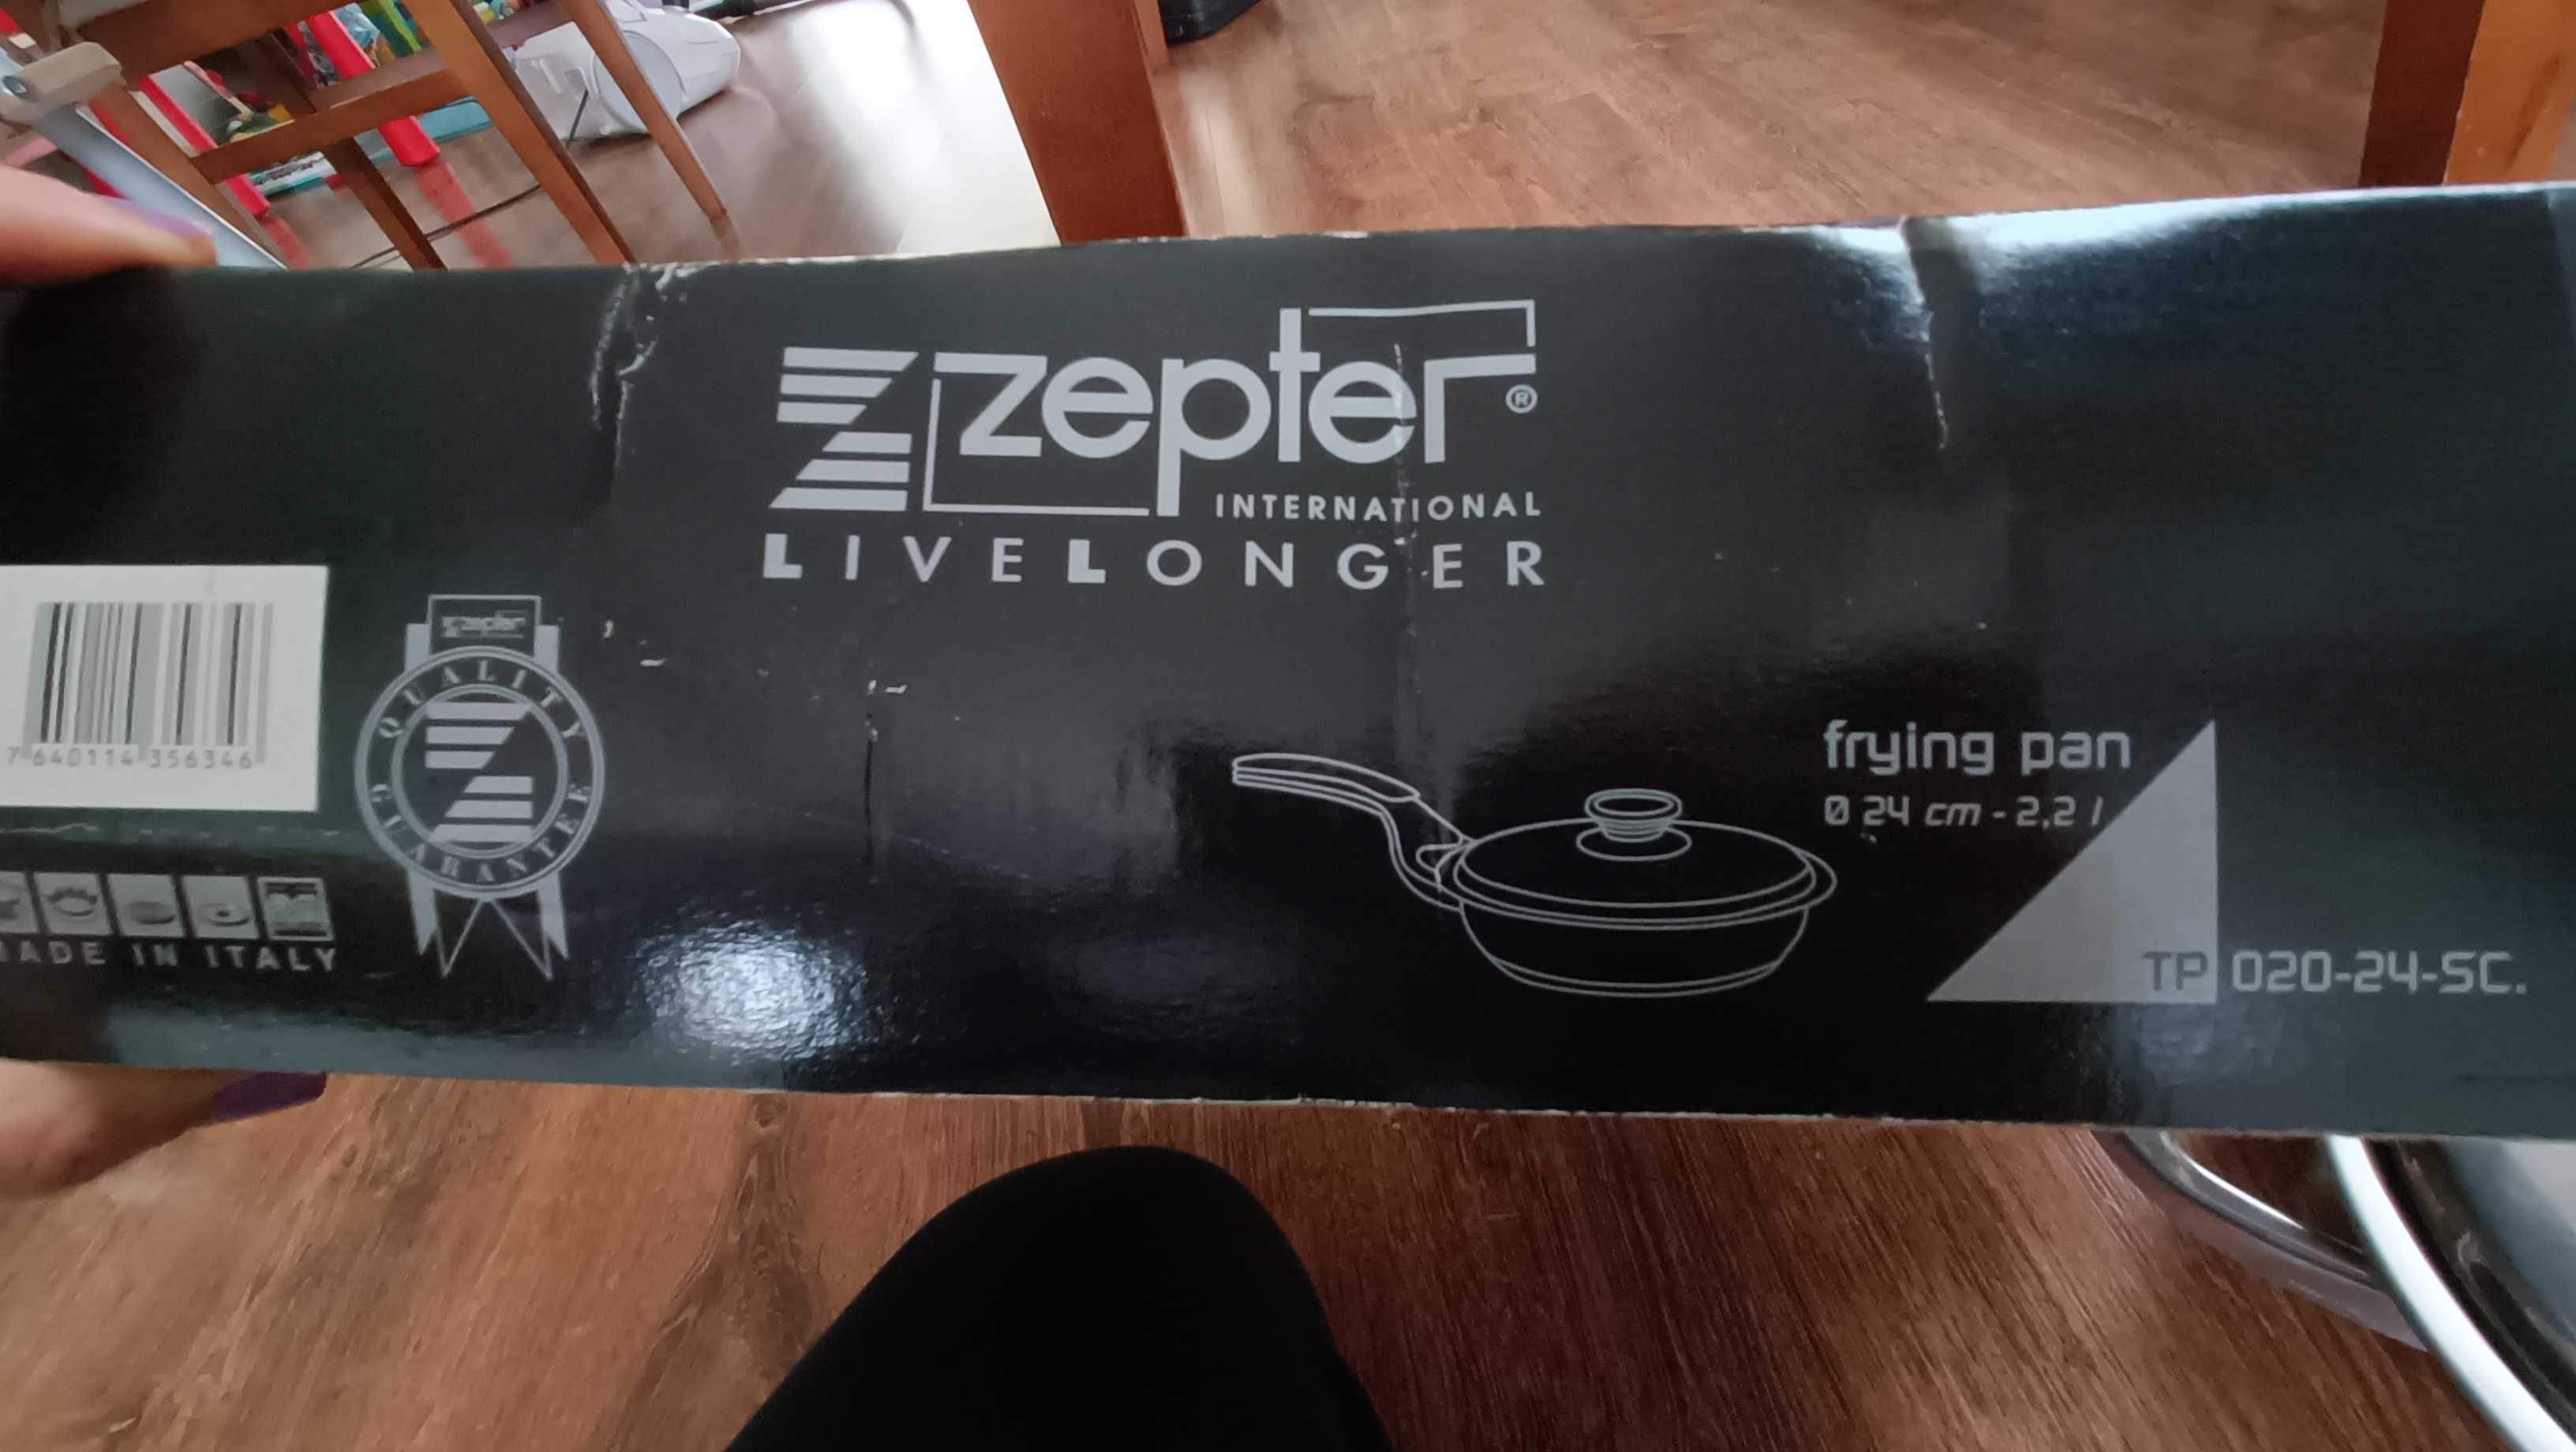 zepter®
INTERNATIONAL
LIVELONGER
7 640114 356346
zepter
QUALITY
GUARANTEE
MADE IN ITALY
frying pan
Ø 24 cm - 2,2 l
TP 020-24-SC.